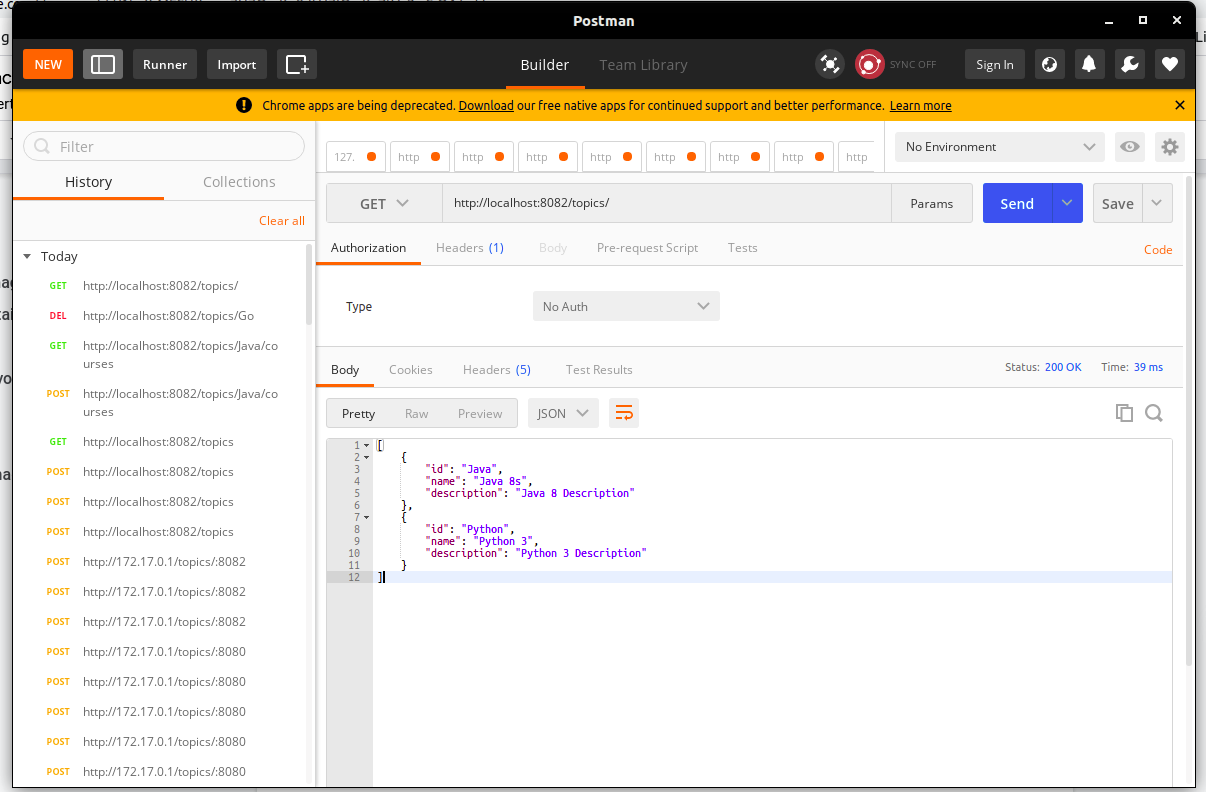 Postman
NEW Runner Import Builder Team Library SYNC OFF Sign In
Chrome apps are being deprecated. Download our free native apps for continued support and better performance. Learn more
Filter
History Collections
Clear all
Today
GET http://localhost:8082/topics/
DEL http://localhost:8082/topics/Go
GET http://localhost:8082/topics/Java/co
urses
POST http://localhost:8082/topics/Java/co
urses
GET http://localhost:8082/topics
POST http://localhost:8082/topics
POST http://localhost:8082/topics
POST http://localhost:8082/topics
POST http://172.17.0.1/topics/:8082
POST http://172.17.0.1/topics/:8082
POST http://172.17.0.1/topics/:8082
POST http://172.17.0.1/topics/:8080
POST http://172.17.0.1/topics/:8080
POST http://172.17.0.1/topics/:8080
POST http://172.17.0.1/topics/:8080
POST http://172.17.0.1/topics/:8080
127. http http http http http http http http
No Environment
GET http://localhost:8082/topics/ Params Send Save
Authorization Headers (1) Body Pre-request Script Tests Code
Type No Auth
Body Cookies Headers (5) Test Results Status: 200 OK Time: 39 ms
Pretty Raw Preview JSON
1 [
2 {
3 "id": "Java",
4 "name": "Java 8s",
5 "description": "Java 8 Description"
6 },
7 {
8 "id": "Python",
9 "name": "Python 3",
10 "description": "Python 3 Description"
11 }
12 ]